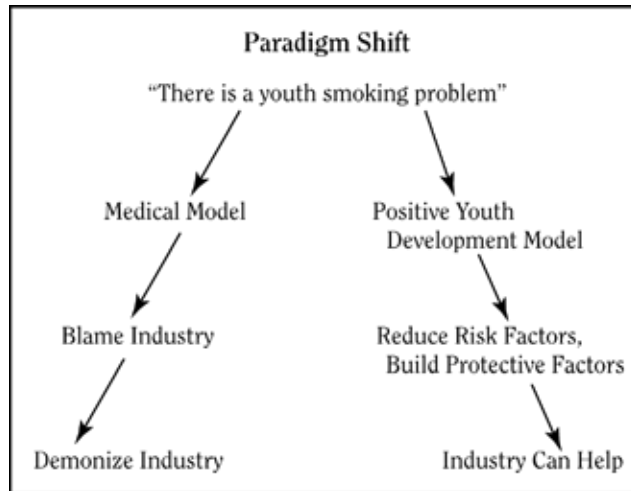 Paradigm Shift
“There is a youth smoking problem”
Medical Model
Positive Youth
Development Model
Blame Industry
Reduce Risk Factors,
Build Protective Factors
Demonize Industry
Industry Can Help